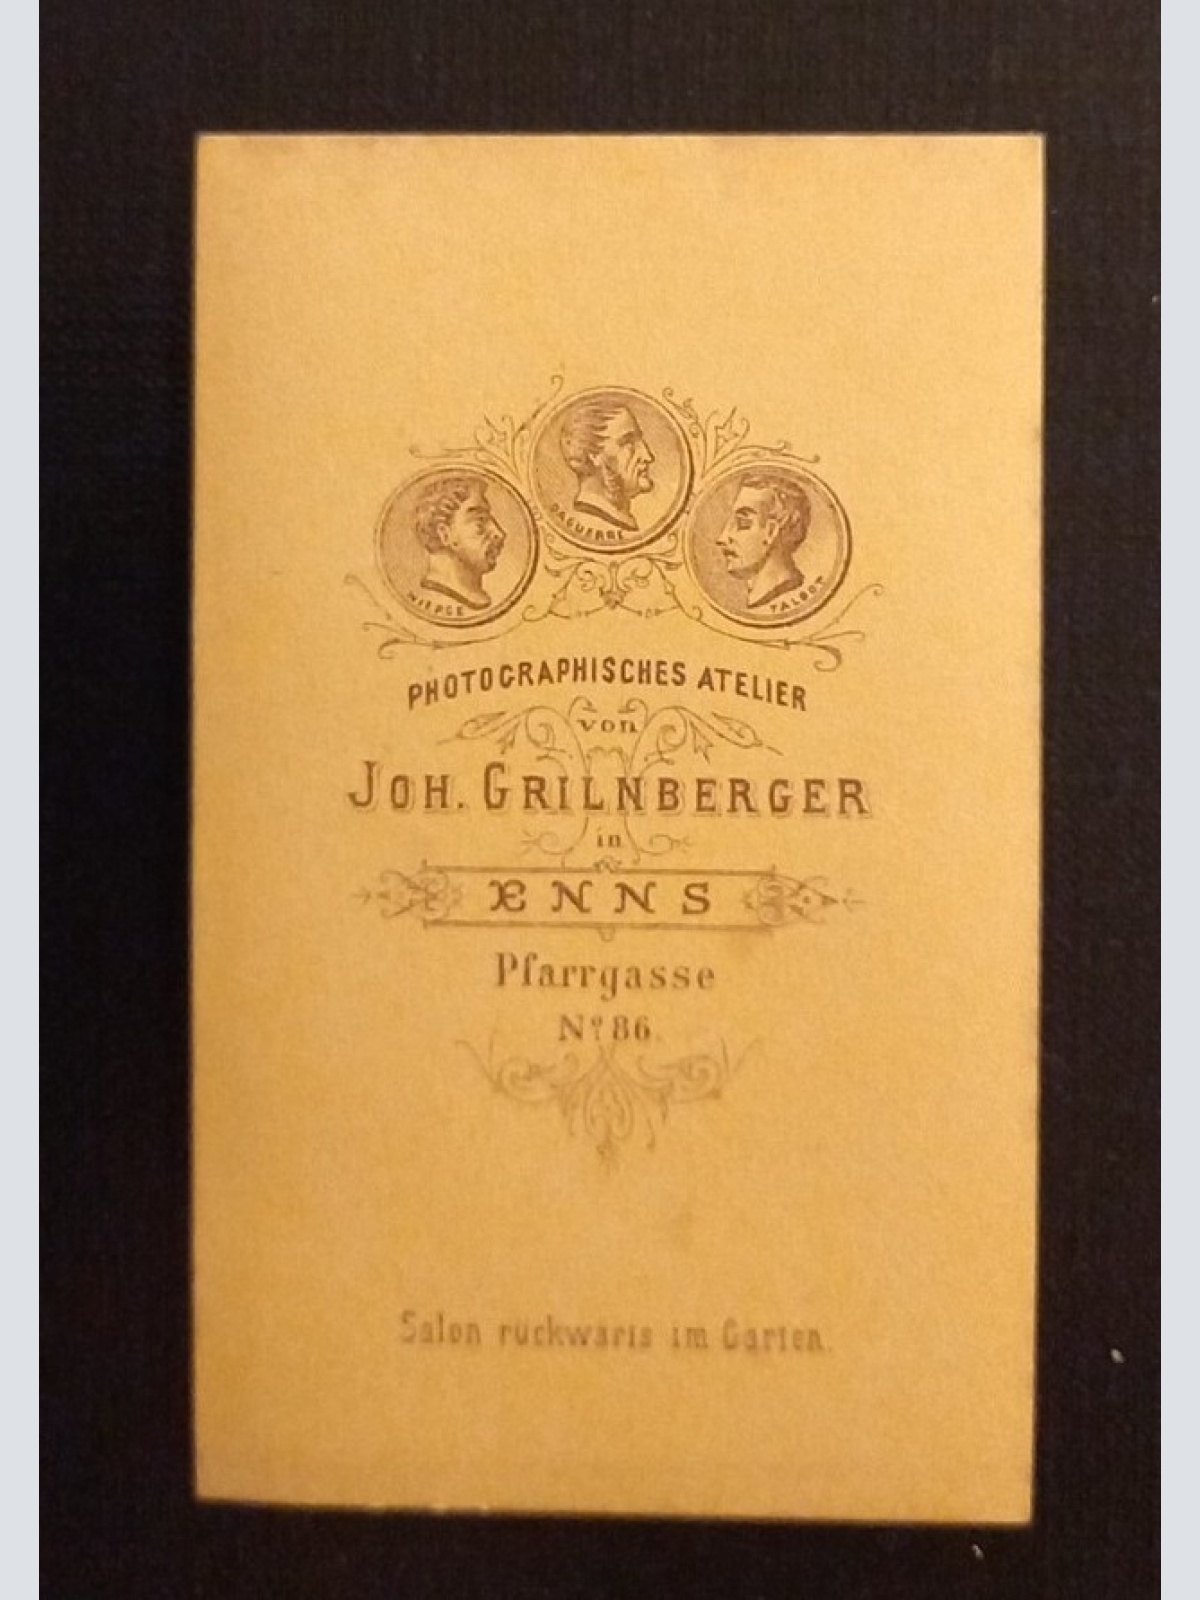 DAGUERRE
NIEPCE
TALBOT
PHOTOGRAPHISCHES ATELIER
von
JOH. GRILNBERGER
in
ENNS
Pfarrgasse
Nº 86.
Salon rückwärts im Garten.